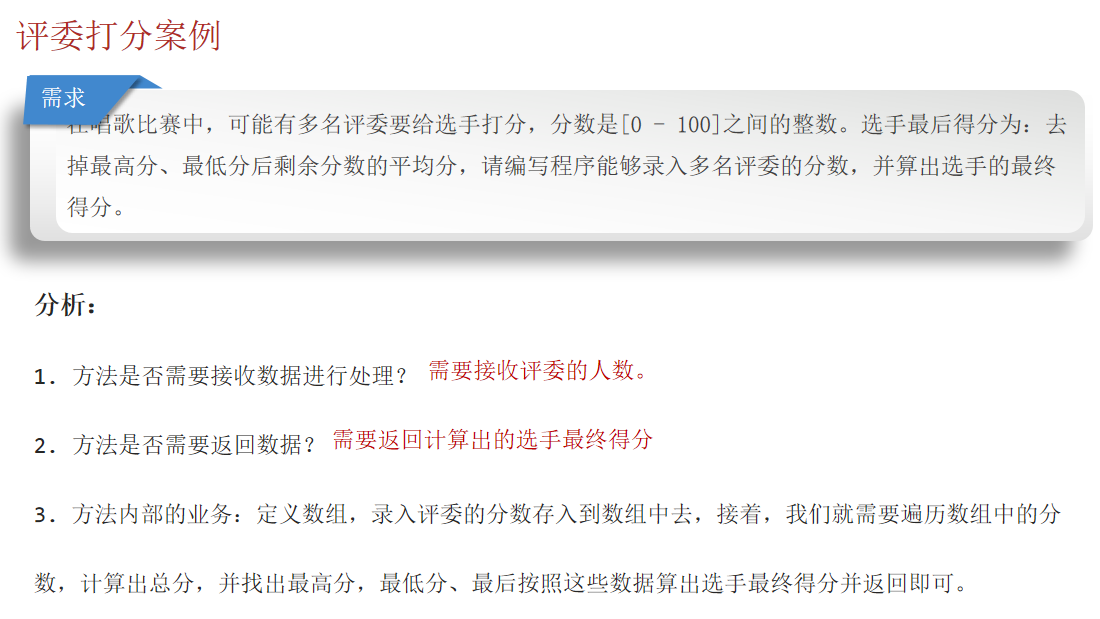 评委打分案例
需求
在唱歌比赛中，可能有多名评委要给选手打分，分数是[0 - 100]之间的整数。选手最后得分为：去
掉最高分、最低分后剩余分数的平均分，请编写程序能够录入多名评委的分数，并算出选手的最终
得分。
分析：
1. 方法是否需要接收数据进行处理？ 需要接收评委的人数。
2. 方法是否需要返回数据？ 需要返回计算出的选手最终得分
3. 方法内部的业务：定义数组，录入评委的分数存入到数组中去，接着，我们就需要遍历数组中的分
数，计算出总分，并找出最高分，最低分、最后按照这些数据算出选手最终得分并返回即可。